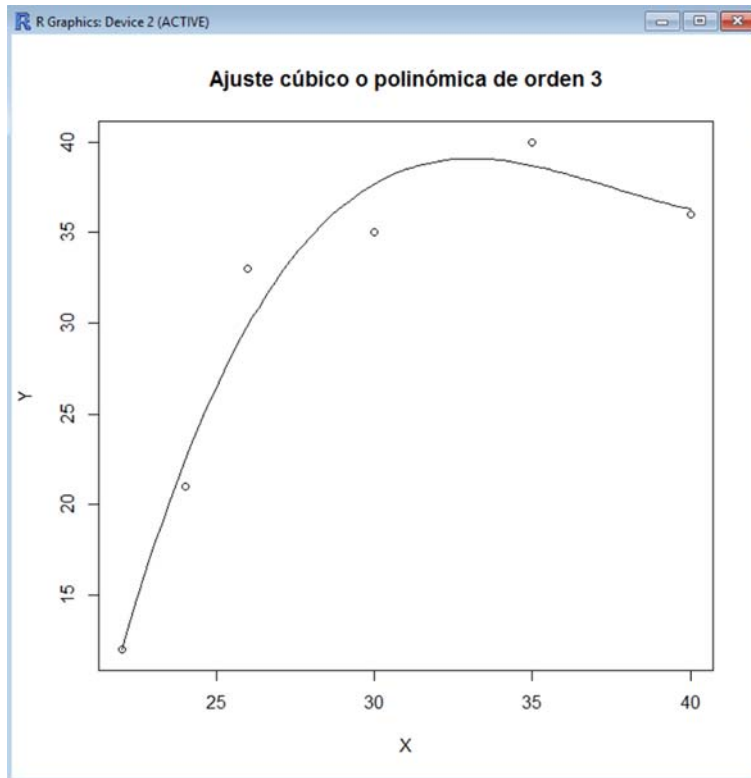 R Graphics: Device 2 (ACTIVE)
Ajuste cúbico o polinómica de orden 3
40
35
30
25
20
15
Y
25 30 35 40
X